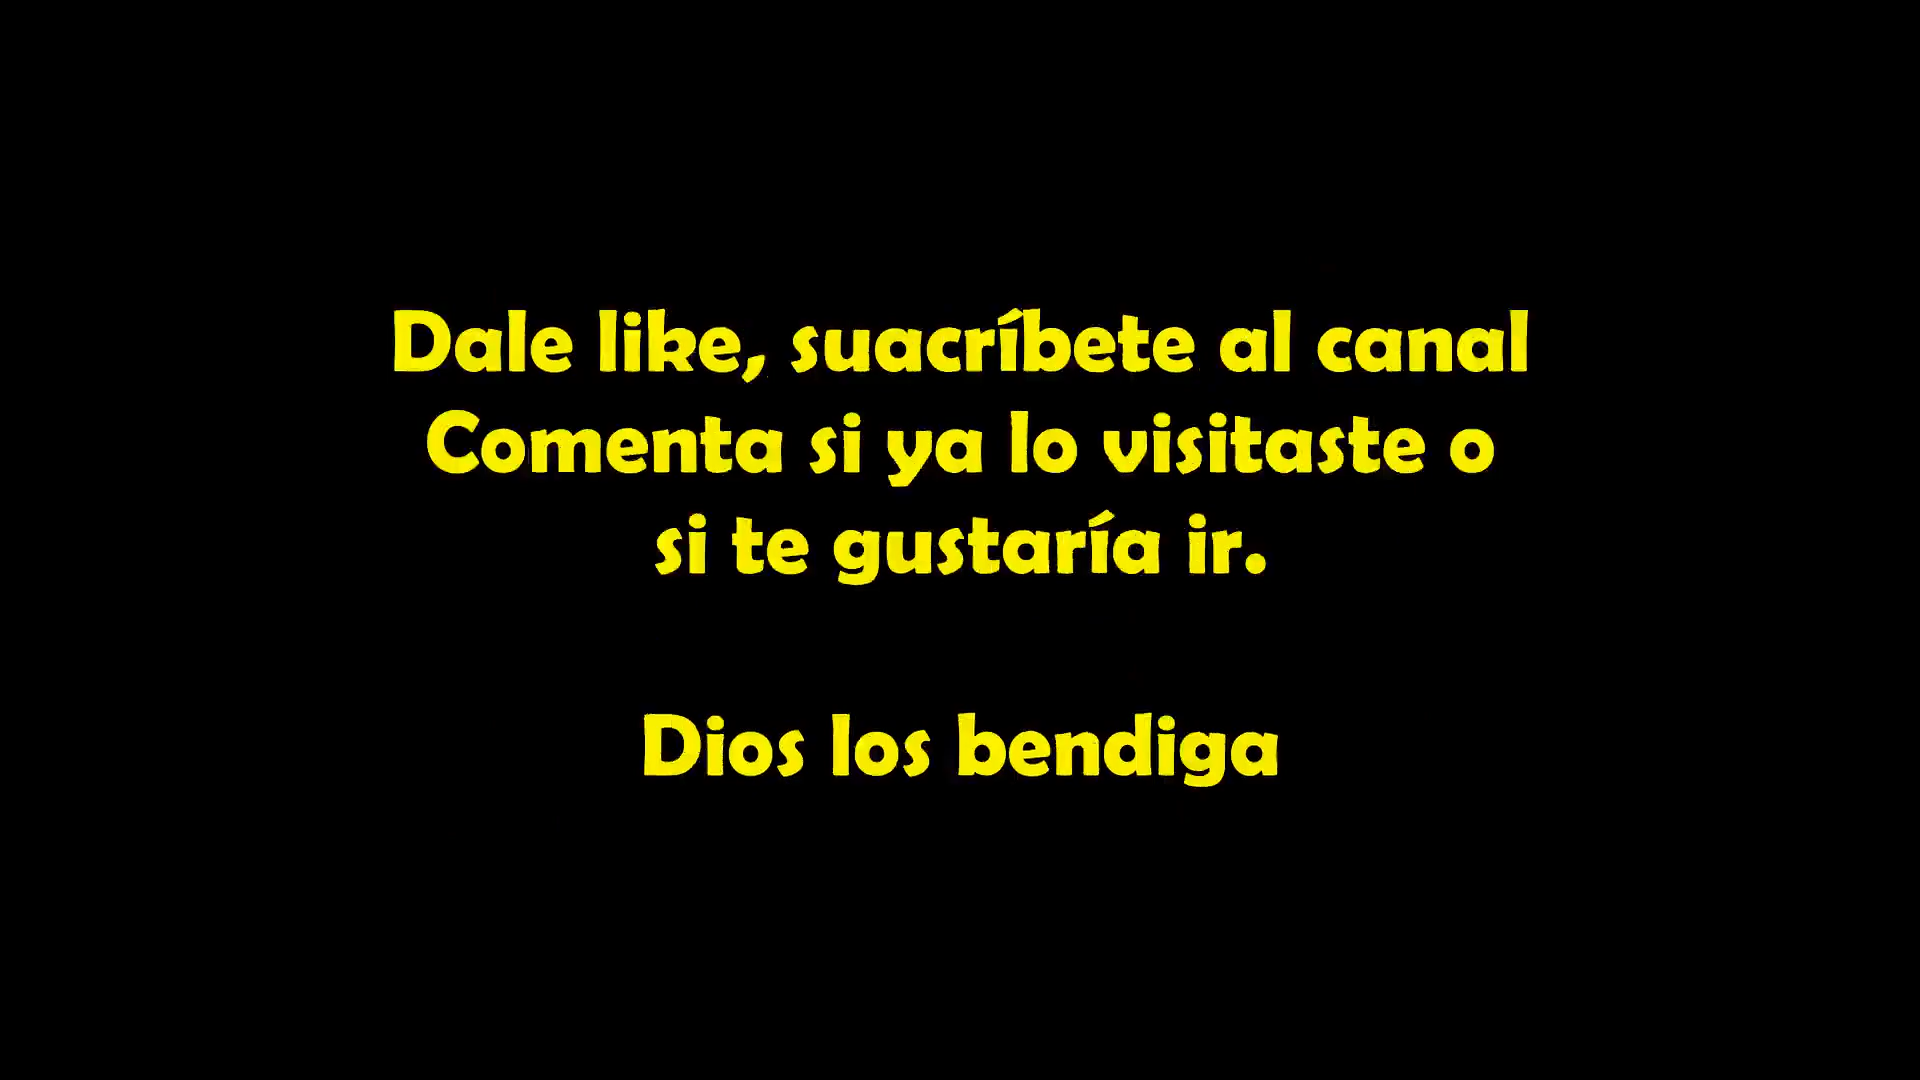 Dale like, suacríbete al canal
Comenta si ya lo visitaste o
si te gustaría ir.
Dios los bendiga